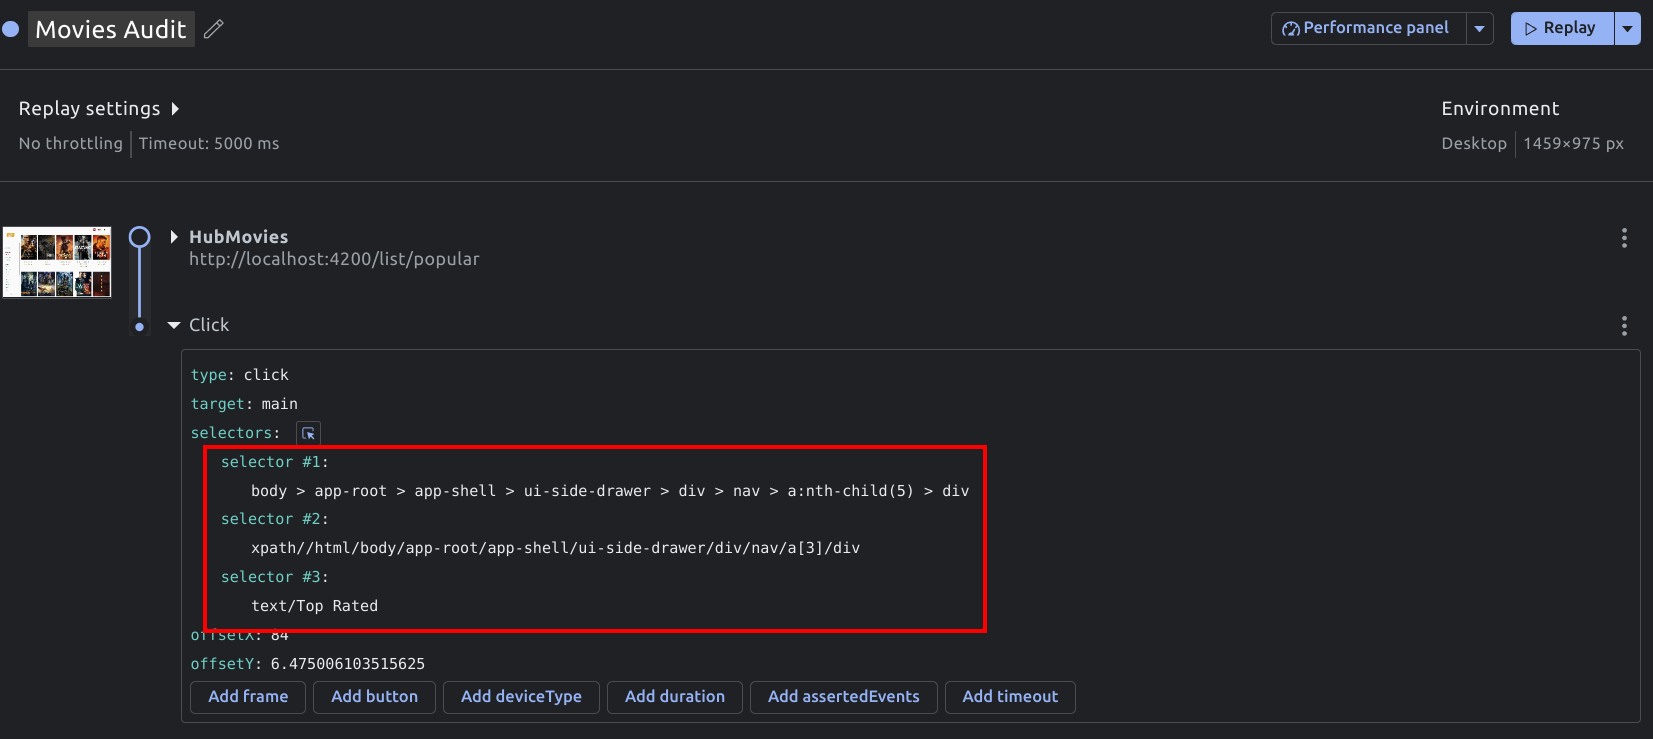 Movies Audit
Performance panel
Replay
Replay settings
Environment
No throttling Timeout: 5000 ms
Desktop 1459×975 px
HubMovies
http://localhost:4200/list/popular
Click
type: click
target: main
selectors:
selector #1:
body > app-root > app-shell > ui-side-drawer > div > nav > a:nth-child(5) > div
selector #2:
xpath//html/body/app-root/app-shell/ui-side-drawer/div/nav/a[3]/div
selector #3:
text/Top Rated
offsetX: 84
offsetY: 6.475006103515625
Add frame Add button Add deviceType Add duration Add assertedEvents Add timeout